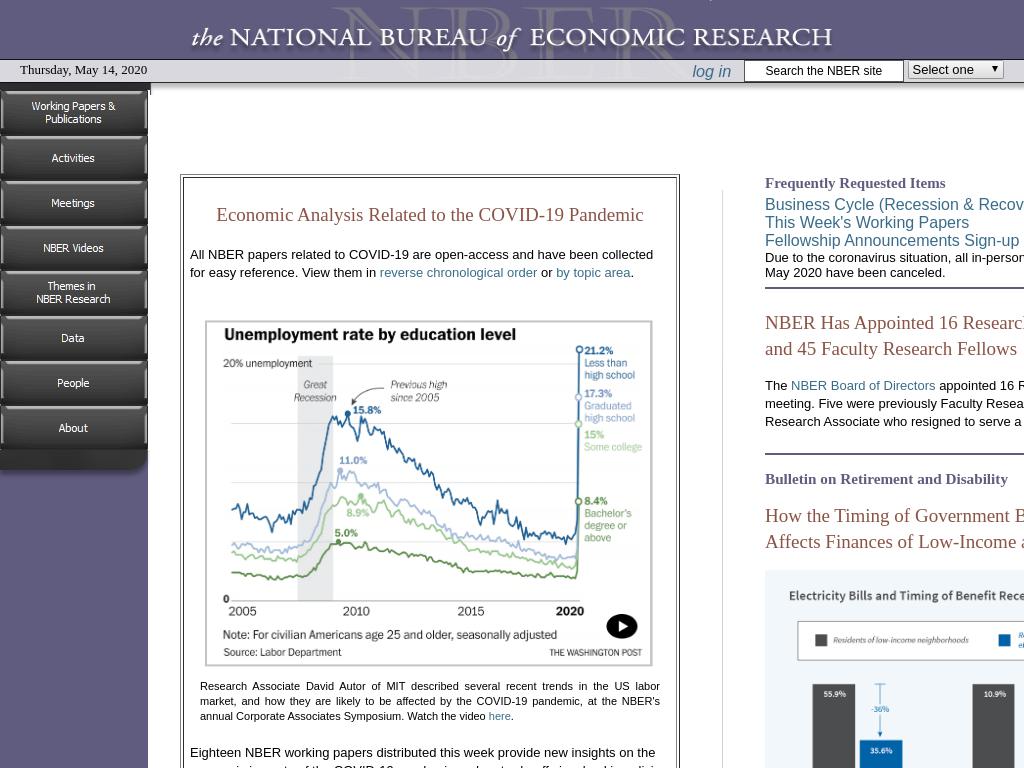 the NATIONAL BUREAU of ECONOMIC RESEARCH
NBER
Thursday, May 14, 2020
log in
Search the NBER site
Select one
Working Papers &
Publications
Activities
Meetings
NBER Videos
Themes in
NBER Research
Data
People
About
Economic Analysis Related to the COVID-19 Pandemic
All NBER papers related to COVID-19 are open-access and have been collected
for easy reference. View them in reverse chronological order or by topic area.
Unemployment rate by education level
20% unemployment
Great
Recession
Previous high
since 2005
15.8%
11.0%
8.9%
5.0%
21.2%
Less than
high school
17.3%
Graduated
high school
15%
Some college
8.4%
Bachelor's
degree or
above
0
2005
2010
2015
2020
Note: For civilian Americans age 25 and older, seasonally adjusted
Source: Labor Department
THE WASHINGTON POST
Research Associate David Autor of MIT described several recent trends in the US labor
market, and how they are likely to be affected by the COVID-19 pandemic, at the NBER's
annual Corporate Associates Symposium. Watch the video here.
Eighteen NBER working papers distributed this week provide new insights on the
Frequently Requested Items
Business Cycle (Recession & Recov
This Week's Working Papers
Fellowship Announcements Sign-up
Due to the coronavirus situation, all in-person
May 2020 have been canceled.
NBER Has Appointed 16 Research
and 45 Faculty Research Fellows
The NBER Board of Directors appointed 16 R
meeting. Five were previously Faculty Resea
Research Associate who resigned to serve a
Bulletin on Retirement and Disability
How the Timing of Government B
Affects Finances of Low-Income a
Electricity Bills and Timing of Benefit Rece
Residents of low-income neighborhoods
55.9%
-36%
35.6%
10.9%